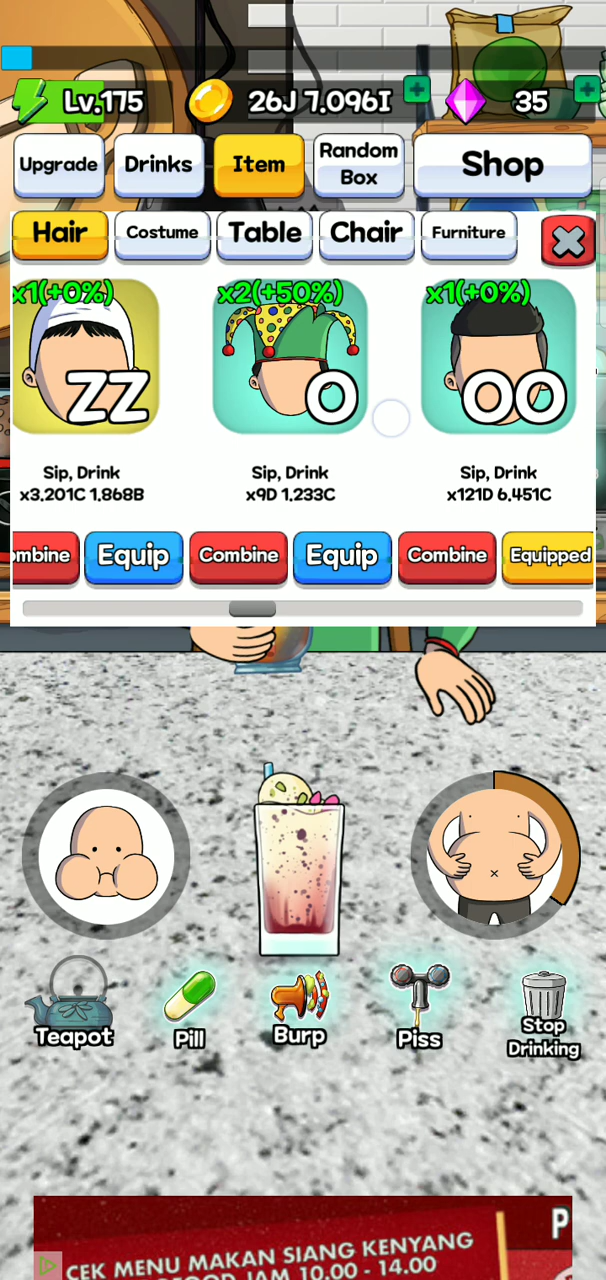 Lv.175
26J 7.096I
35
Upgrade
Drinks
Item
Random
Box
Shop
Hair
Costume
Table
Chair
Furniture
x1(+0%)
x2(+50%)
x1(+0%)
ZZ
O
OO
Sip, Drink
x3.201C 1.868B
Sip, Drink
x9D 1.233C
Sip, Drink
x121D 6.451C
ombine
Equip
Combine
Equip
Combine
Equipped
Teapot
Pill
Burp
Piss
Stop
Drinking
P
CEK MENU MAKAN SIANG KENYANG
FOOD JAM 10.00 - 14.00